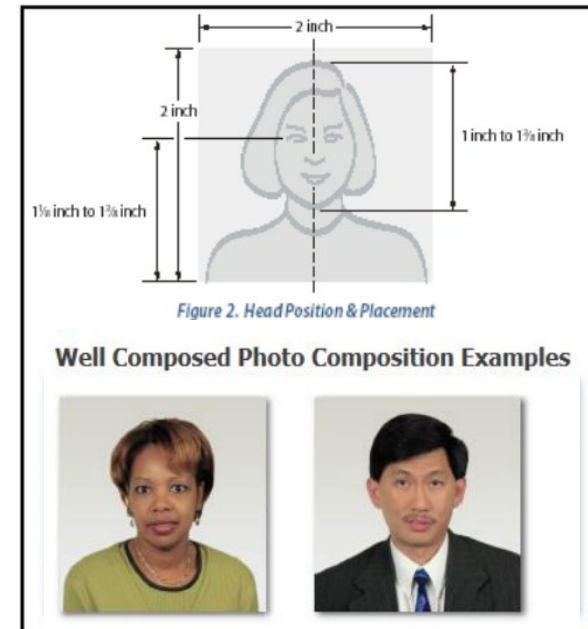 2 inch
2 inch
1 inch to 1⅜ inch
1⅛ inch to 1⅜ inch
Figure 2. Head Position & Placement
Well Composed Photo Composition Examples